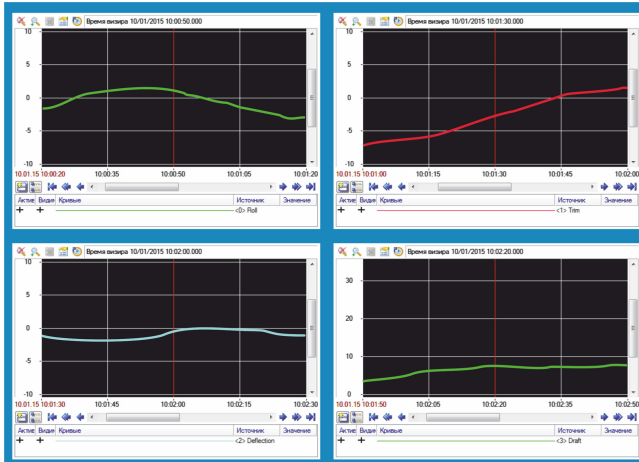 Время визира 10/01/2015 10:00:50.000
10
5
0
-5
-10
10.01.15 10:00:20 10:00:35 10:00:50 10:01:05 10:01:20
Актив Видим Кривые Источник Значение
<0> Roll
Время визира 10/01/2015 10:01:30.000
10
5
0
-5
-10
10.01.15 10:01:00 10:01:15 10:01:30 10:01:45 10:02:00
Актив Видим Кривые Источник Значение
<1> Trim
Время визира 10/01/2015 10:02:00.000
10
5
0
-5
-10
10.01.15 10:01:30 10:01:45 10:02:00 10:02:15 10:02:30
Актив Видим Кривые Источник Значение
<2> Deflection
Время визира 10/01/2015 10:02:20.000
30
20
10
0
10.01.15 10:01:50 10:02:05 10:02:20 10:02:35 10:02:50
Актив Видим Кривые Источник Значение
<3> Draft